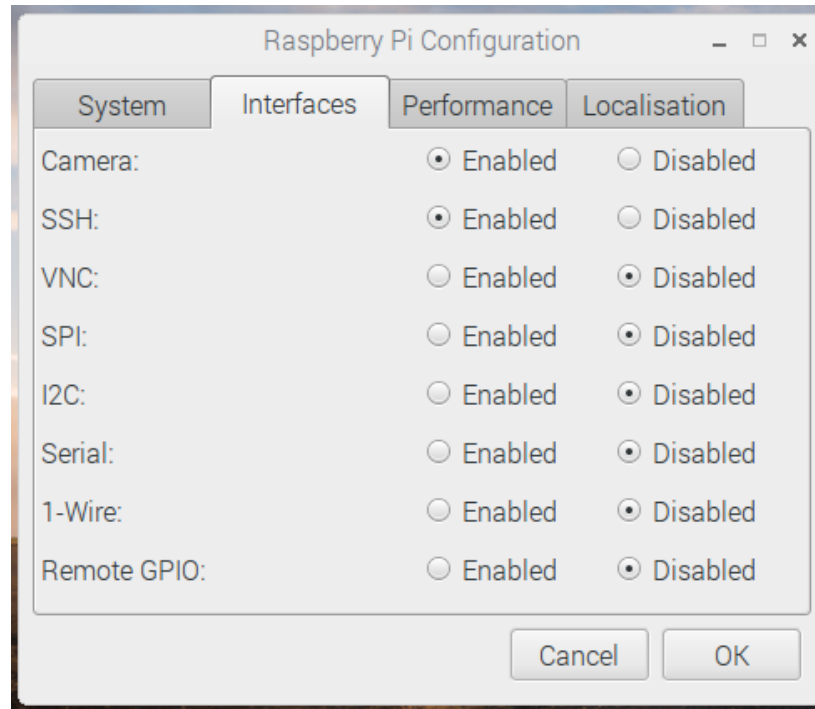 Raspberry Pi Configuration
System Interfaces Performance Localisation
Camera: Enabled Disabled
SSH: Enabled Disabled
VNC: Enabled Disabled
SPI: Enabled Disabled
I2C: Enabled Disabled
Serial: Enabled Disabled
1-Wire: Enabled Disabled
Remote GPIO: Enabled Disabled
Cancel OK